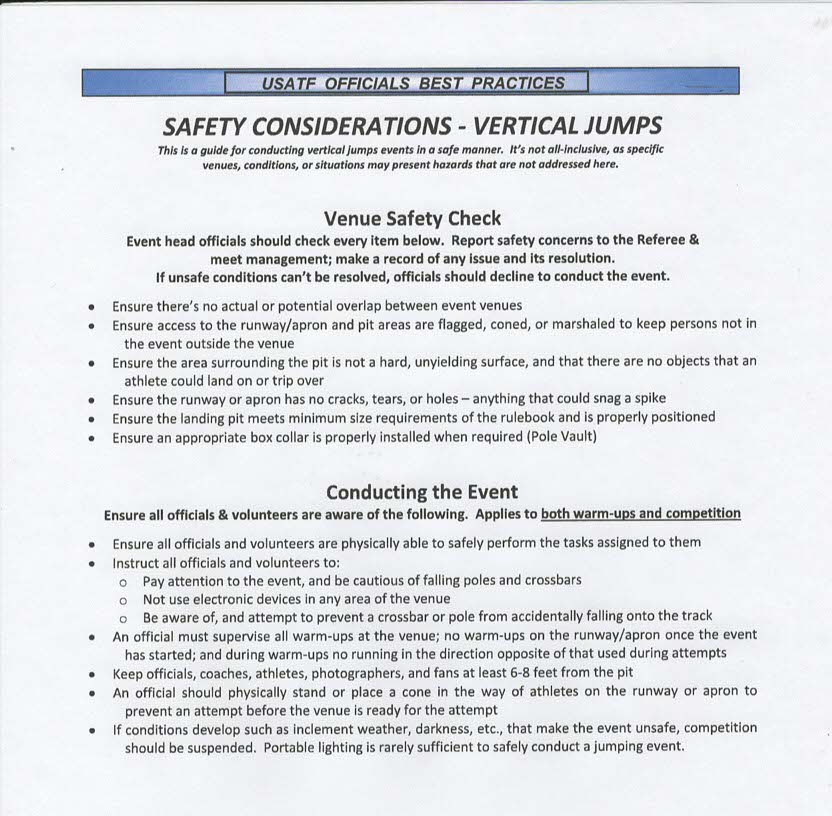 USATF OFFICIALS BEST PRACTICES
SAFETY CONSIDERATIONS - VERTICAL JUMPS
This is a guide for conducting vertical jumps events in a safe manner. It's not all-inclusive, as specific
venues, conditions, or situations may present hazards that are not addressed here.
Venue Safety Check
Event head officials should check every item below. Report safety concerns to the Referee &
meet management; make a record of any issue and its resolution.
If unsafe conditions can't be resolved, officials should decline to conduct the event.
• Ensure there's no actual or potential overlap between event venues
• Ensure access to the runway/apron and pit areas are flagged, coned, or marshaled to keep persons not in
the event outside the venue
• Ensure the area surrounding the pit is not a hard, unyielding surface, and that there are no objects that an
athlete could land on or trip over
• Ensure the runway or apron has no cracks, tears, or holes – anything that could snag a spike
• Ensure the landing pit meets minimum size requirements of the rulebook and is properly positioned
• Ensure an appropriate box collar is properly installed when required (Pole Vault)
Conducting the Event
Ensure all officials & volunteers are aware of the following. Applies to both warm-ups and competition
• Ensure all officials and volunteers are physically able to safely perform the tasks assigned to them
• Instruct all officials and volunteers to:
o Pay attention to the event, and be cautious of falling poles and crossbars
o Not use electronic devices in any area of the venue
o Be aware of, and attempt to prevent a crossbar or pole from accidentally falling onto the track
• An official must supervise all warm-ups at the venue; no warm-ups on the runway/apron once the event
has started; and during warm-ups no running in the direction opposite of that used during attempts
• Keep officials, coaches, athletes, photographers, and fans at least 6-8 feet from the pit
• An official should physically stand or place a cone in the way of athletes on the runway or apron to
prevent an attempt before the venue is ready for the attempt
• If conditions develop such as inclement weather, darkness, etc., that make the event unsafe, competition
should be suspended. Portable lighting is rarely sufficient to safely conduct a jumping event.